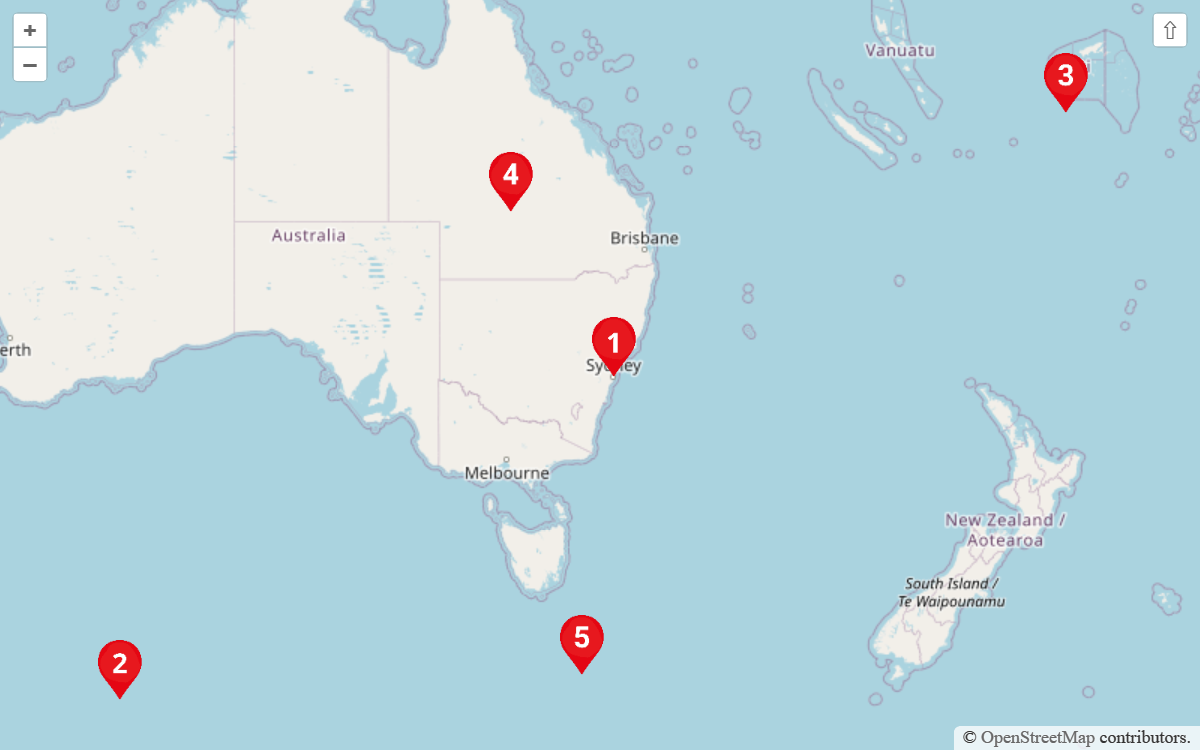 +
−
⇧
Vanuatu
3
4
Australia
Brisbane
1
erth
Sydney
Melbourne
New Zealand /
Aotearoa
South Island /
Te Waipounamu
5
2
© OpenStreetMap contributors.